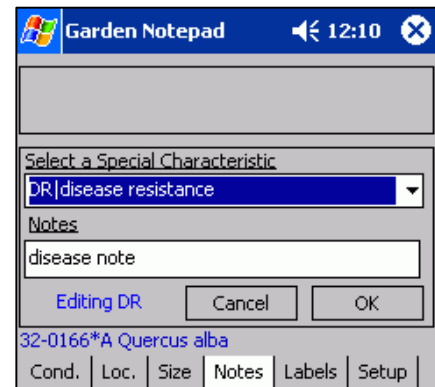 Garden Notepad 12:10
Select a Special Characteristic
DR|disease resistance
Notes
disease note
Editing DR Cancel OK
32-0166*A Quercus alba
Cond. Loc. Size Notes Labels Setup